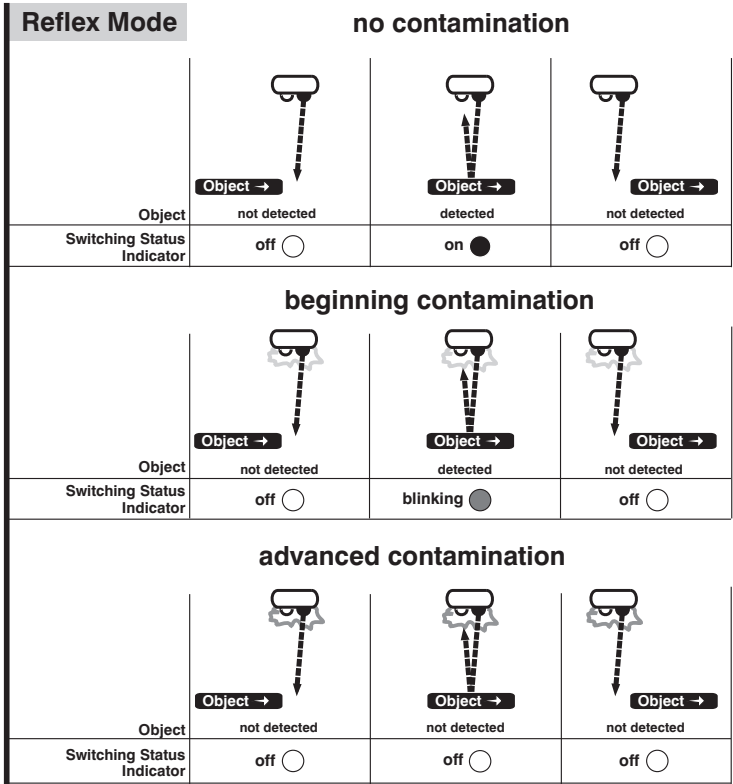 Reflex Mode
no contamination
Object → Object → Object →
Object not detected detected not detected
Switching Status
Indicator
off on off
beginning contamination
Object → Object → Object →
Object not detected detected not detected
Switching Status
Indicator
off blinking off
advanced contamination
Object → Object → Object →
Object not detected not detected not detected
Switching Status
Indicator
off off off